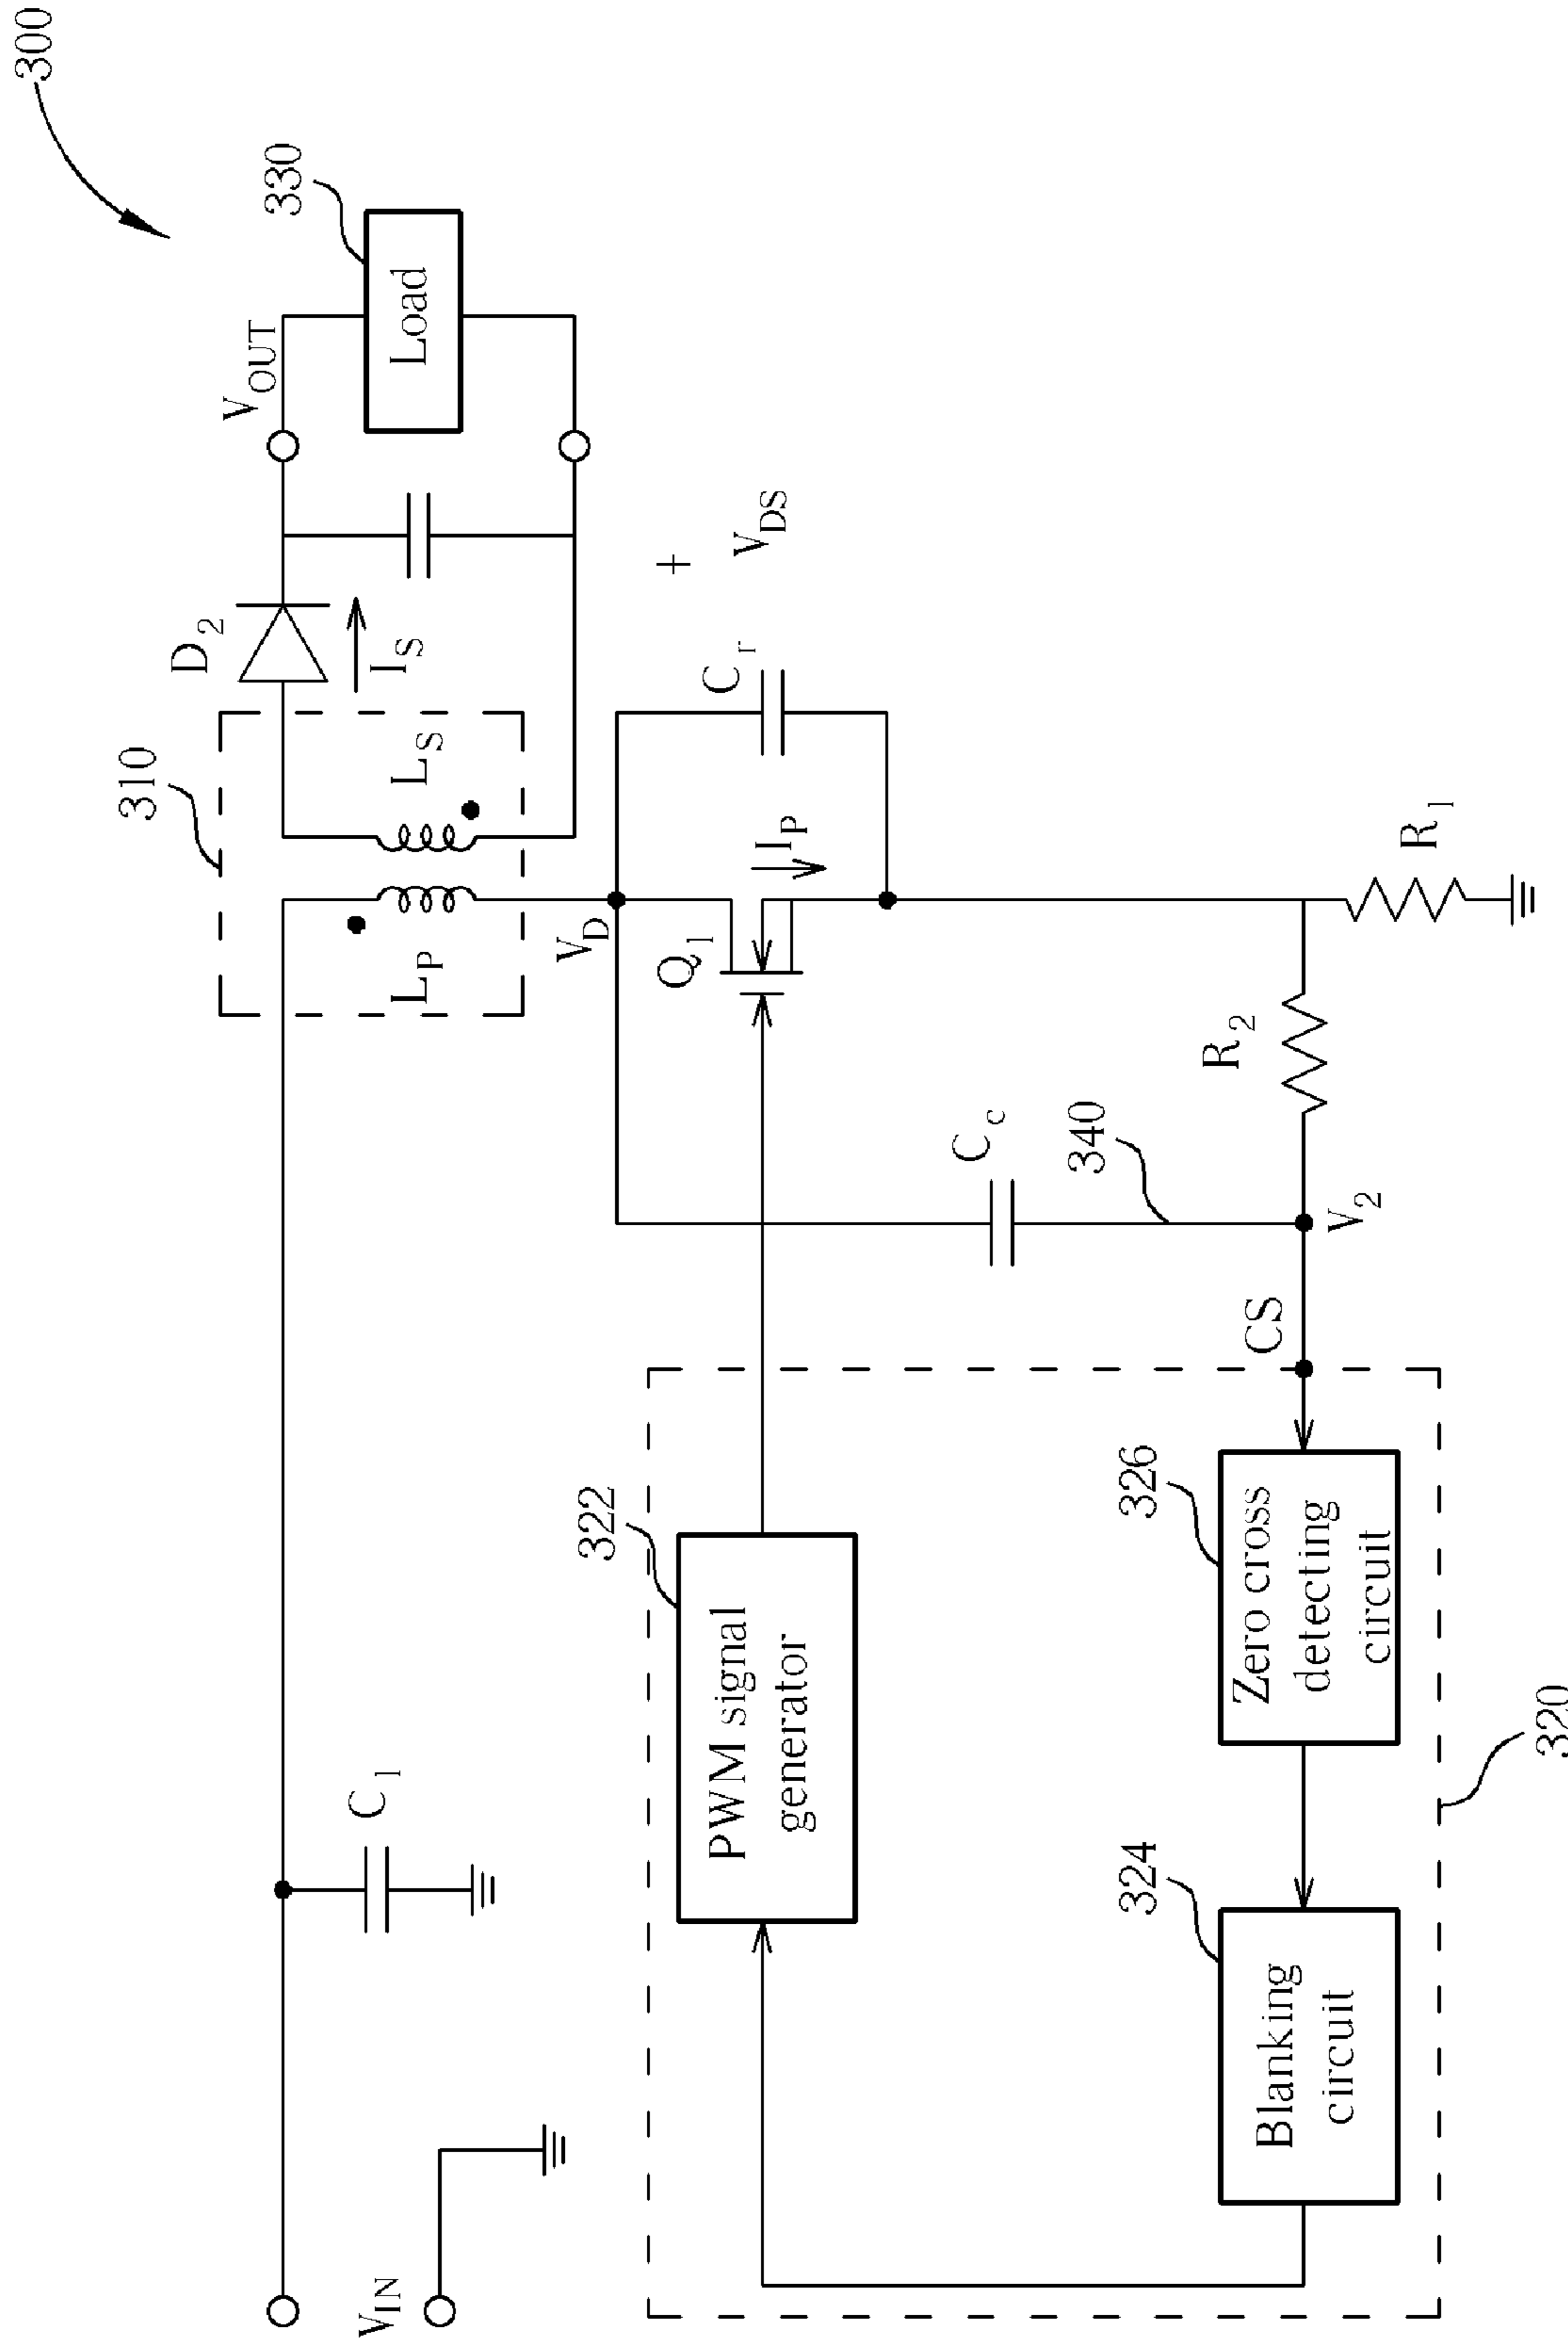 300
310
330
D2
VOUT
IS
LP
LS
Load
VIN
C1
VD
+
VDS
Q1
IP
Cr
322
PWM signal
generator
Cc
340
324
326
Blanking
circuit
Zero cross
detecting
circuit
CS
R2
V2
R1
320